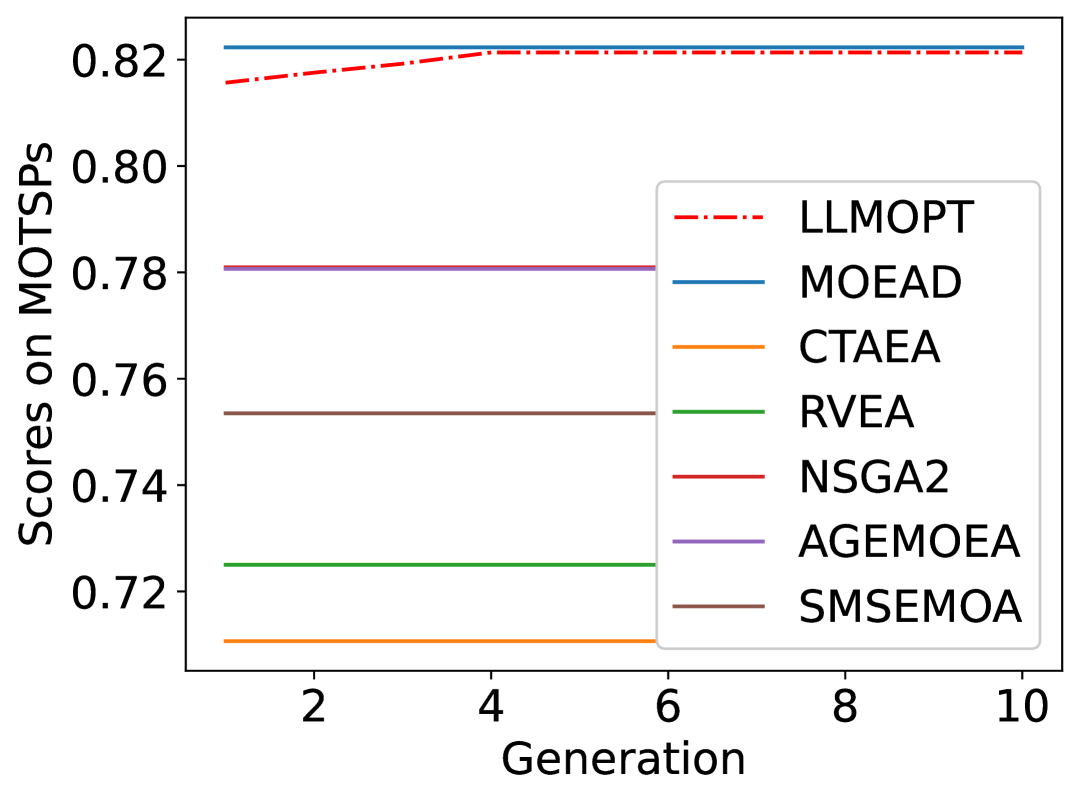 Scores on MOTSPs
0.82
0.80
0.78
0.76
0.74
0.72
LLMOPT
MOEAD
CTAEA
RVEA
NSGA2
AGEMOEA
SMSEMOA
2 4 6 8 10
Generation